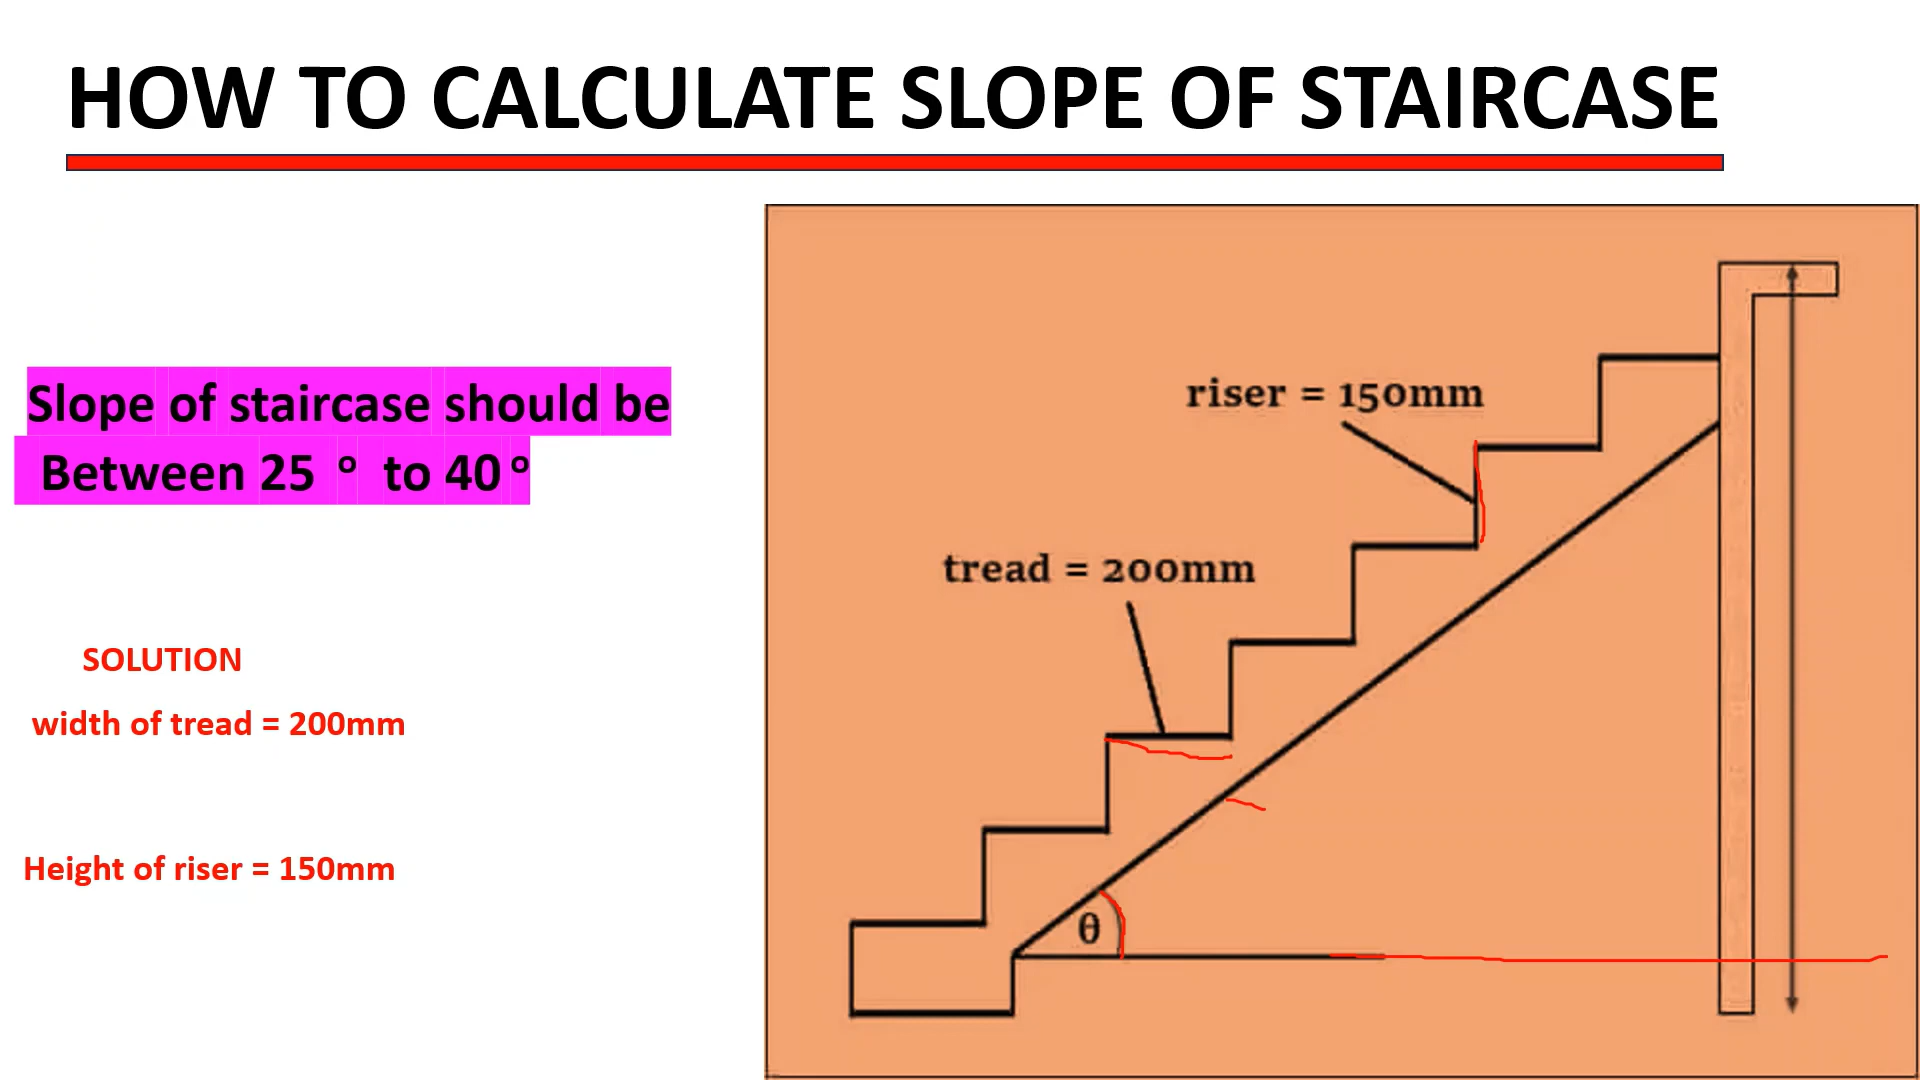 HOW TO CALCULATE SLOPE OF STAIRCASE
Slope of staircase should be
Between 25 ° to 40 °
SOLUTION
width of tread = 200mm
Height of riser = 150mm
riser = 150mm
tread = 200mm
θ